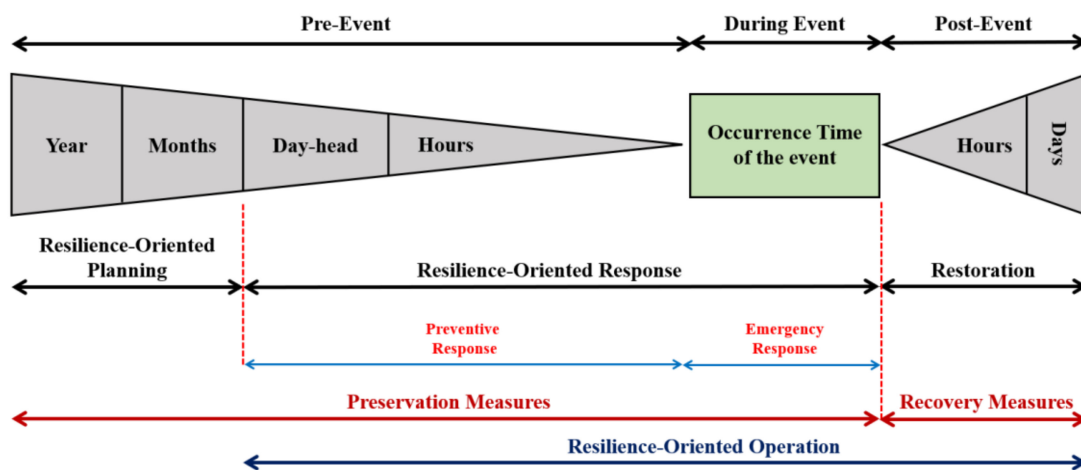 Pre-Event
During Event
Post-Event
Year
Months
Day-head
Hours
Occurrence Time
of the event
Hours
Days
Resilience-Oriented
Planning
Resilience-Oriented Response
Restoration
Preventive
Response
Emergency
Response
Preservation Measures
Recovery Measures
Resilience-Oriented Operation